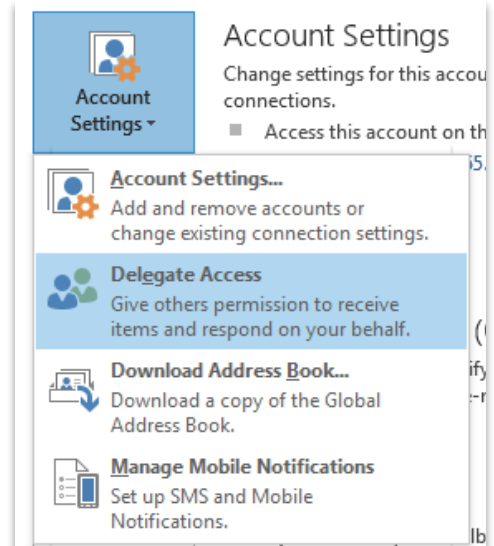 Account
Settings
Account Settings
Change settings for this accou
connections.
Access this account on th
Account Settings...
Add and remove accounts or
change existing connection settings.
Delegate Access
Give others permission to receive
items and respond on your behalf.
Download Address Book...
Download a copy of the Global
Address Book.
Manage Mobile Notifications
Set up SMS and Mobile
Notifications.